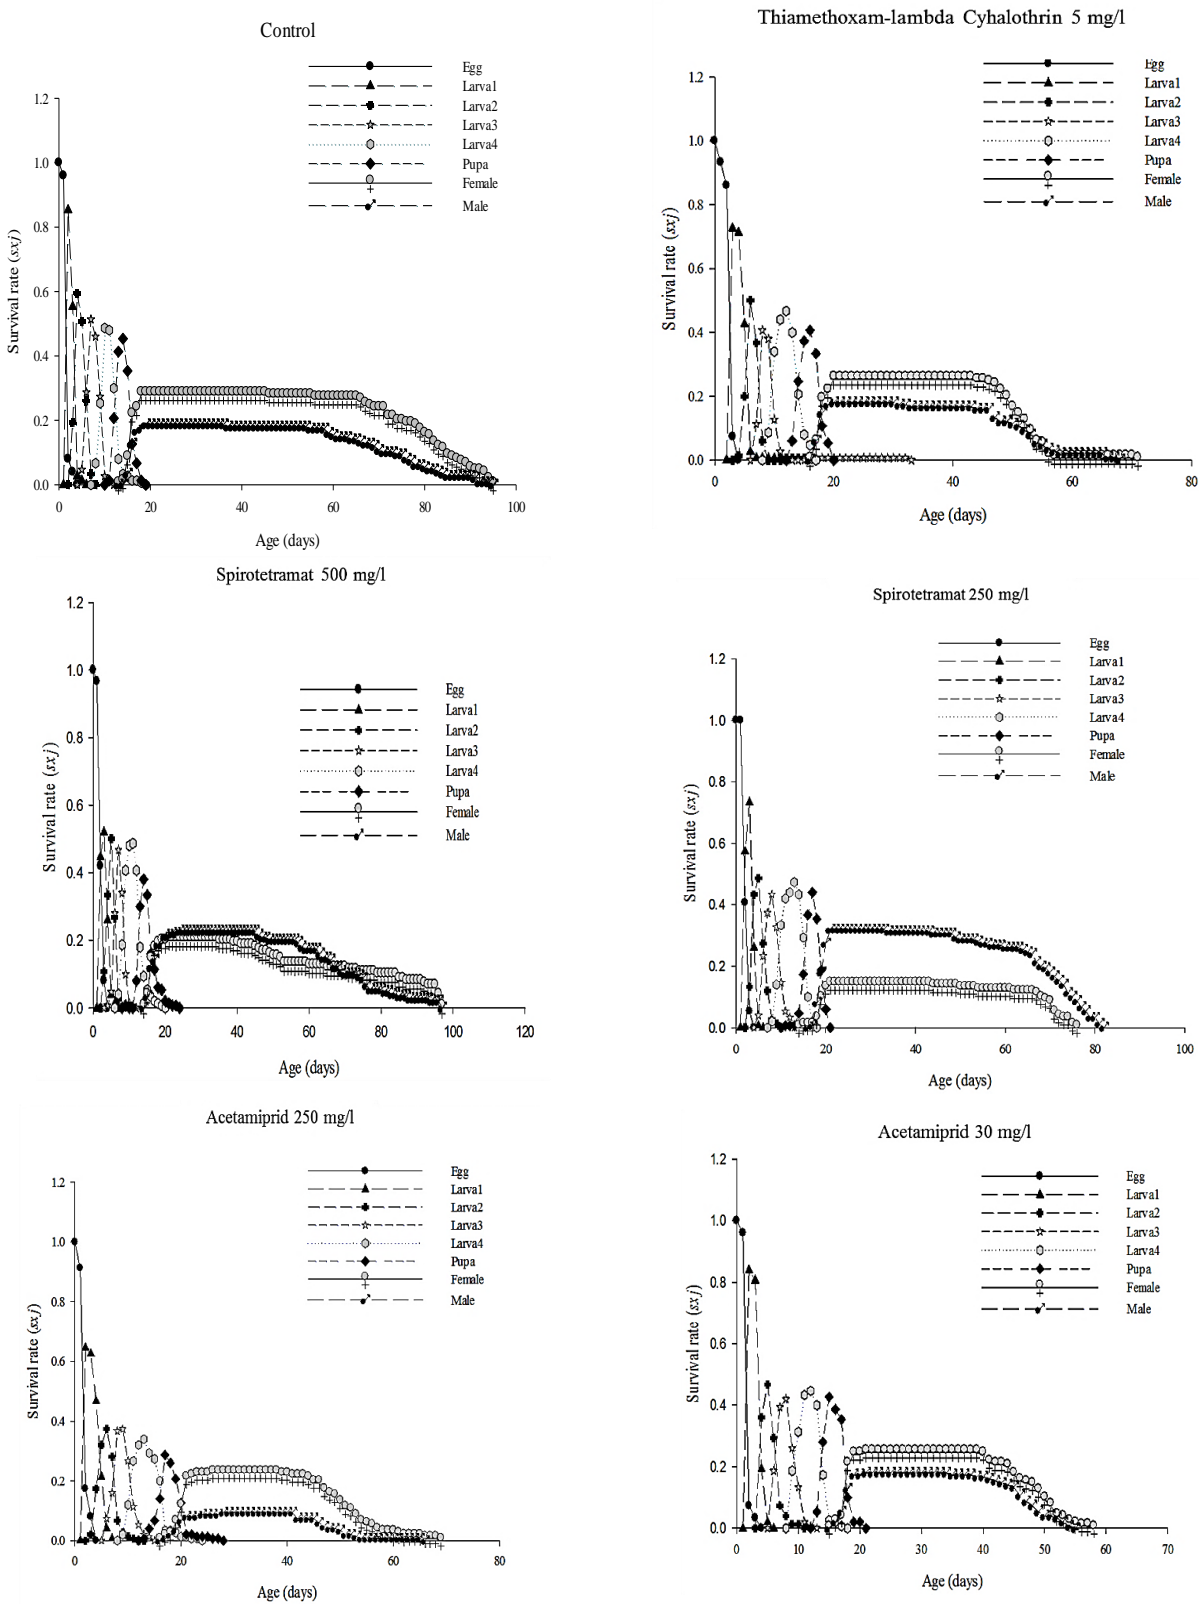 Control
Egg
Larva1
Larva2
Larva3
Larva4
Pupa
Female
Male
Survival rate (sxj)
1.2
1.0
0.8
0.6
0.4
0.2
0.0
0 20 40 60 80 100
Age (days)
Thiamethoxam-lambda Cyhalothrin 5 mg/l
Egg
Larva1
Larva2
Larva3
Larva4
Pupa
Female
Male
Survival rate (sxj)
1.2
1.0
0.8
0.6
0.4
0.2
0.0
0 20 40 60 80
Age (days)
Spirotetramat 500 mg/l
Egg
Larva1
Larva2
Larva3
Larva4
Pupa
Female
Male
Survival rate (sxj)
1.2
1.0
0.8
0.6
0.4
0.2
0.0
0 20 40 60 80 100 120
Age (days)
Spirotetramat 250 mg/l
Egg
Larva1
Larva2
Larva3
Larva4
Pupa
Female
Male
Survival rate (sxj)
1.2
1.0
0.8
0.6
0.4
0.2
0.0
0 20 40 60 80 100
Age (days)
Acetamiprid 250 mg/l
Egg
Larva1
Larva2
Larva3
Larva4
Pupa
Female
Male
Survival rate (sxj)
1.2
1.0
0.8
0.6
0.4
0.2
0.0
0 20 40 60 80
Age (days)
Acetamiprid 30 mg/l
Egg
Larva1
Larva2
Larva3
Larva4
Pupa
Female
Male
Survival rate (sxj)
1.2
1.0
0.8
0.6
0.4
0.2
0.0
0 10 20 30 40 50 60 70
Age (days)